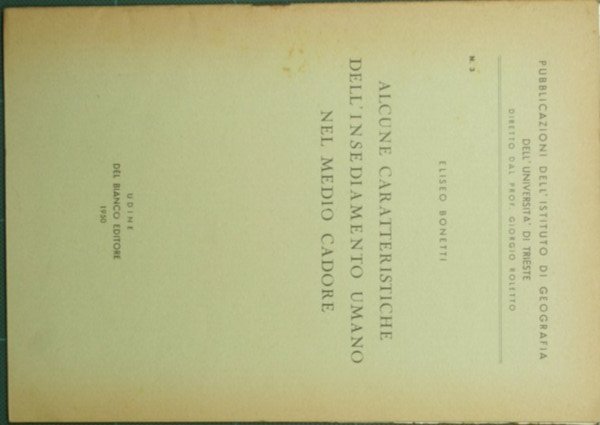 PUBBLICAZIONI DELL'ISTITUTO DI GEOGRAFIA
DELL'UNIVERSITA' DI TRIESTE
DIRETTO DAL PROF. GIORGIO ROLETTO
N. 3
ELISEO BONETTI
ALCUNE CARATTERISTICHE
DELL'INSEDIAMENTO UMANO
NEL MEDIO CADORE
UDINE
DEL BIANCO EDITORE
1950